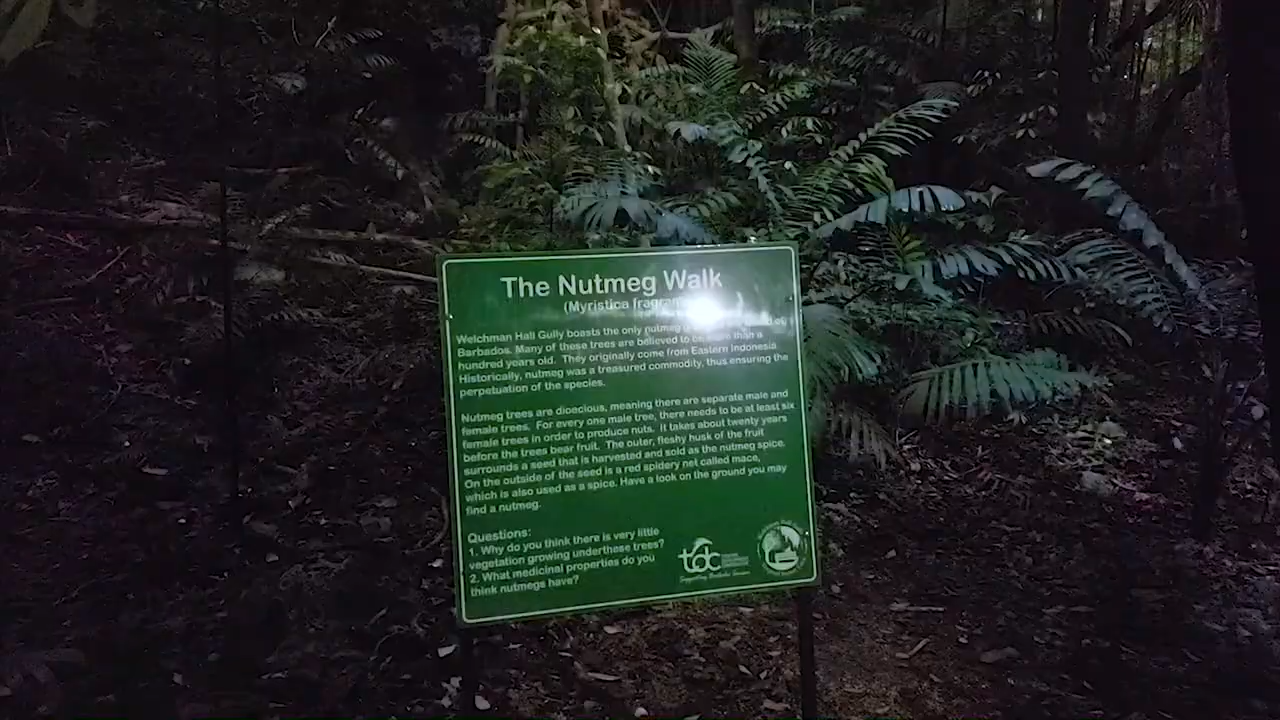 The Nutmeg Walk
(Myristica fragran
Welchman Hall Gully boasts the only nutmeg
Barbados. Many of these trees are believed to be more than a
hundred years old. They originally come from Eastern Indonesia.
Historically, nutmeg was a treasured commodity, thus ensuring the
perpetuation of the species.
Nutmeg trees are dioecious, meaning there are separate male and
female trees. For every one male tree, there needs to be at least six
female trees in order to produce nuts. It takes about twenty years
before the trees bear fruit. The outer, fleshy husk of the fruit
surrounds a seed that is harvested and sold as the nutmeg spice.
On the outside of the seed is a red spidery net called mace,
which is also used as a spice. Have a look on the ground you may
find a nutmeg.
Questions:
1. Why do you think there is very little
vegetation growing underthese trees?
2. What medicinal properties do you
think nutmegs have?
tdc